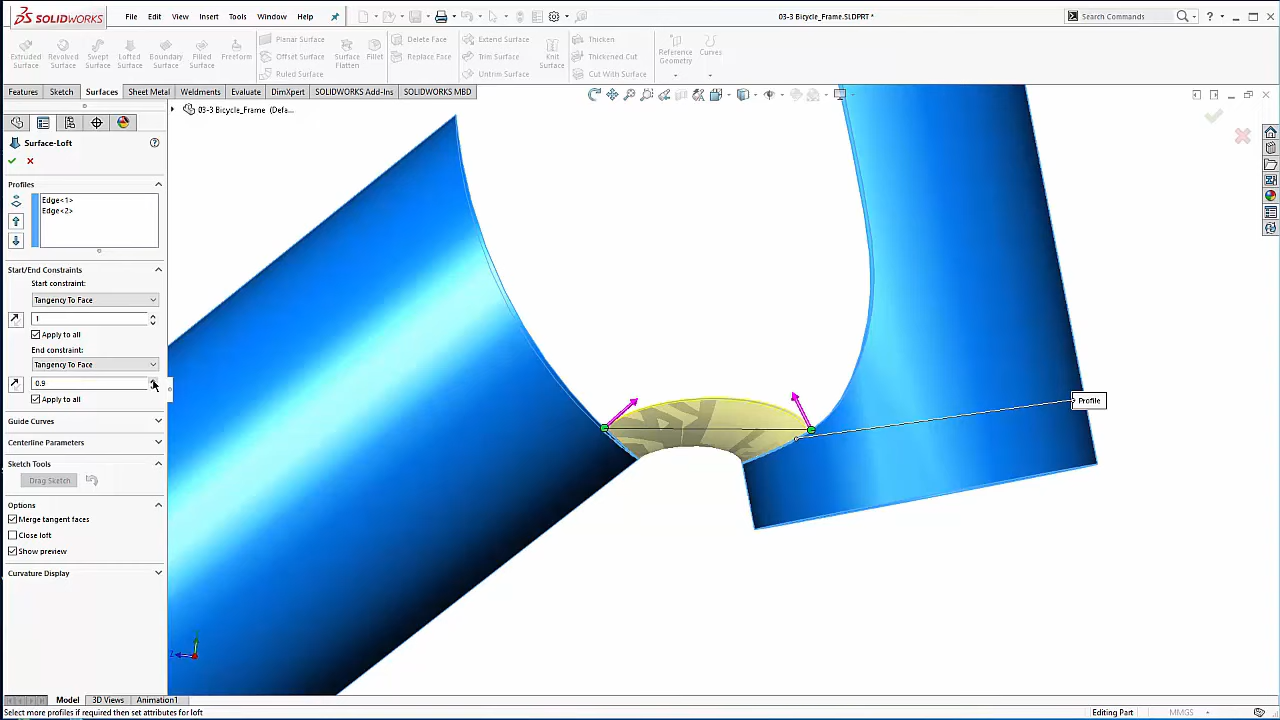 SOLIDWORKS File Edit View Insert Tools Window Help 03-3 Bicycle_Frame.SLDPRT * Search Commands
Extruded Surface
Revolved Surface
Swept Surface
Lofted Surface
Boundary Surface
Filled Surface
Freeform
Planar Surface
Offset Surface
Ruled Surface
Surface Flatten
Fillet
Delete Face
Replace Face
Extend Surface
Trim Surface
Untrim Surface
Knit Surface
Thicken
Thickened Cut
Cut With Surface
Reference Geometry
Curves
Features Sketch Surfaces Sheet Metal Weldments Evaluate DimXpert SOLIDWORKS Add-Ins SOLIDWORKS MBD
03-3 Bicycle_Frame (Defa...
Surface-Loft
Profiles
Edge<1>
Edge<2>
Start/End Constraints
Start constraint:
Tangency To Face
1
Apply to all
End constraint:
Tangency To Face
0.9
Apply to all
Guide Curves
Centerline Parameters
Sketch Tools
Drag Sketch
Options
Merge tangent faces
Close loft
Show preview
Curvature Display
Profile
Z
Model 3D Views Animation1
Select more profiles if required then set attributes for loft Editing Part MMGS